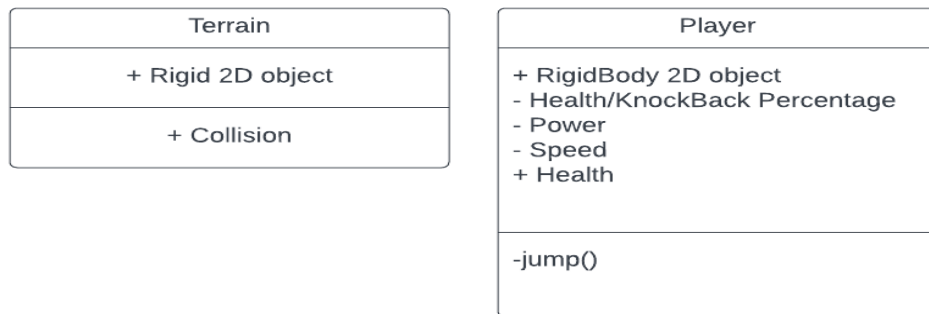 Terrain
+ Rigid 2D object
+ Collision
Player
+ RigidBody 2D object
- Health/KnockBack Percentage
- Power
- Speed
+ Health
-jump()